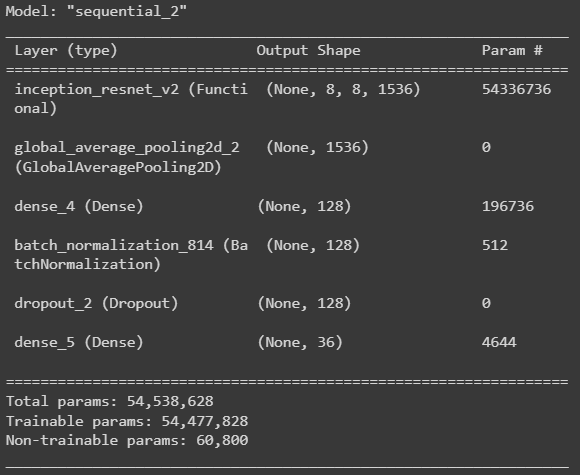 Model: "sequential_2"
_________________________________________________________________
 Layer (type)                Output Shape              Param #
=================================================================
 inception_resnet_v2 (Functi  (None, 8, 8, 1536)       54336736
 onal)
 global_average_pooling2d_2   (None, 1536)             0
 (GlobalAveragePooling2D)
 dense_4 (Dense)             (None, 128)               196736
 batch_normalization_814 (Ba  (None, 128)              512
 tchNormalization)
 dropout_2 (Dropout)         (None, 128)               0
 dense_5 (Dense)             (None, 36)                4644
=================================================================
Total params: 54,538,628
Trainable params: 54,477,828
Non-trainable params: 60,800
_________________________________________________________________